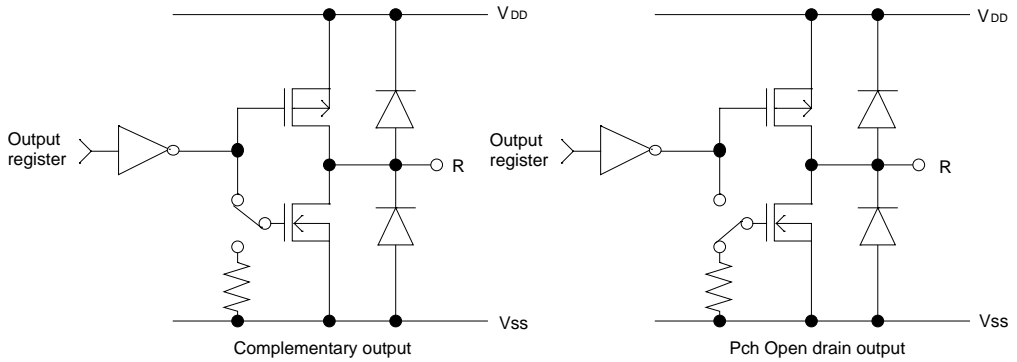 VDD
Output
register
R
VSS
Complementary output
VDD
Output
register
R
VSS
Pch Open drain output